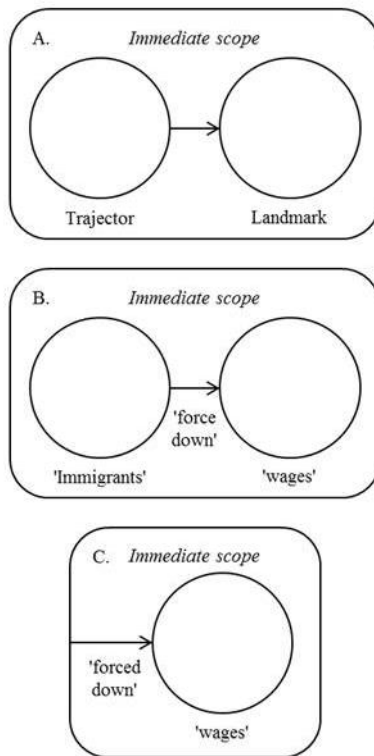 A. Immediate scope
Trajector Landmark
B. Immediate scope
'force
down'
'Immigrants' 'wages'
C. Immediate scope
'forced
down'
'wages'